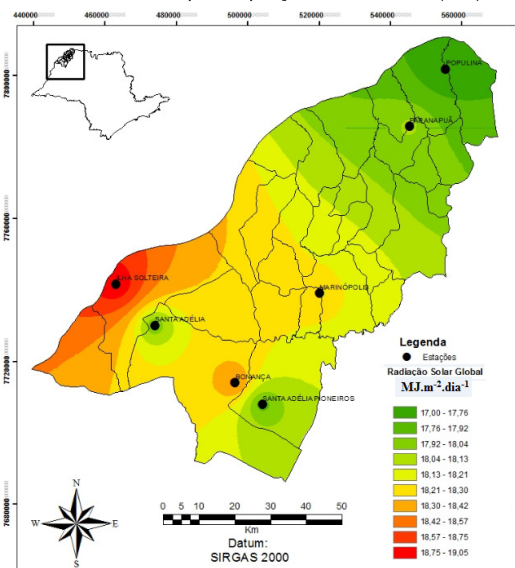 440000 460000 480000 500000 520000 540000 560000
7800000
7760000
7720000
7680000
POPULINA
PARANAPUÃ
ILHA SOLTEIRA
MARINÓPOLIS
SANTA ADÉLIA
BONANÇA
SANTA ADÉLIA PIONEIROS
Legenda
Estações
Radiação Solar Global
MJ.m⁻².dia⁻¹
17,00 - 17,76
17,76 - 17,92
17,92 - 18,04
18,04 - 18,13
18,13 - 18,21
18,21 - 18,30
18,30 - 18,42
18,42 - 18,57
18,57 - 18,75
18,75 - 19,05
N
W E
S
0 5 10 20 30 40 50
Km
Datum:
SIRGAS 2000